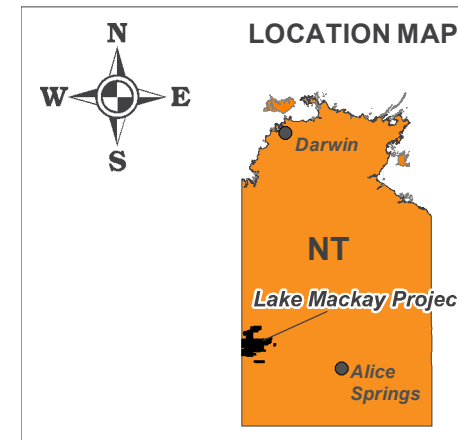 N
LOCATION MAP
W
E
S
Darwin
NT
Lake Mackay Projec
Alice
Springs